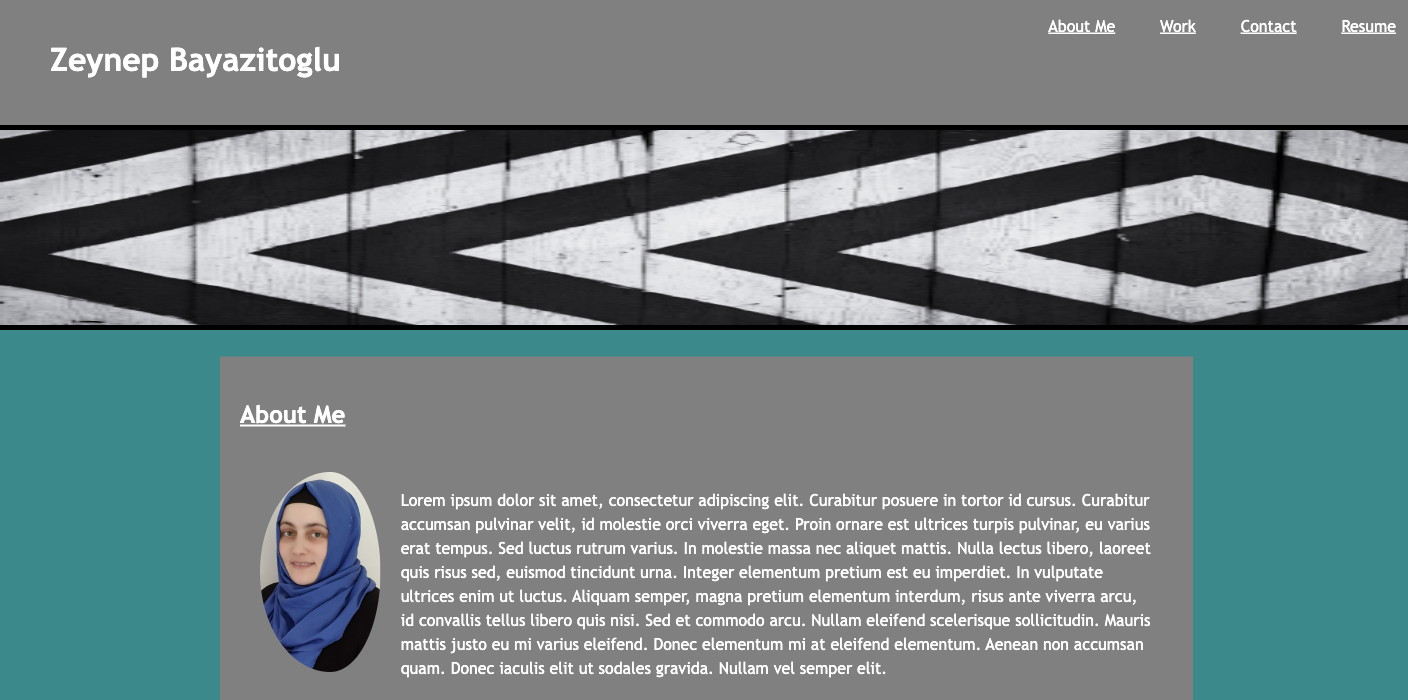 About Me Work Contact Resume
Zeynep Bayazitoglu
About Me
Lorem ipsum dolor sit amet, consectetur adipiscing elit. Curabitur posuere in tortor id cursus. Curabitur
accumsan pulvinar velit, id molestie orci viverra eget. Proin ornare est ultrices turpis pulvinar, eu varius
erat tempus. Sed luctus rutrum varius. In molestie massa nec aliquet mattis. Nulla lectus libero, laoreet
quis risus sed, euismod tincidunt urna. Integer elementum pretium est eu imperdiet. In vulputate
ultrices enim ut luctus. Aliquam semper, magna pretium elementum interdum, risus ante viverra arcu,
id convallis tellus libero quis nisi. Sed et commodo arcu. Nullam eleifend scelerisque sollicitudin. Mauris
mattis justo eu mi varius eleifend. Donec elementum mi at eleifend elementum. Aenean non accumsan
quam. Donec iaculis elit ut sodales gravida. Nullam vel semper elit.